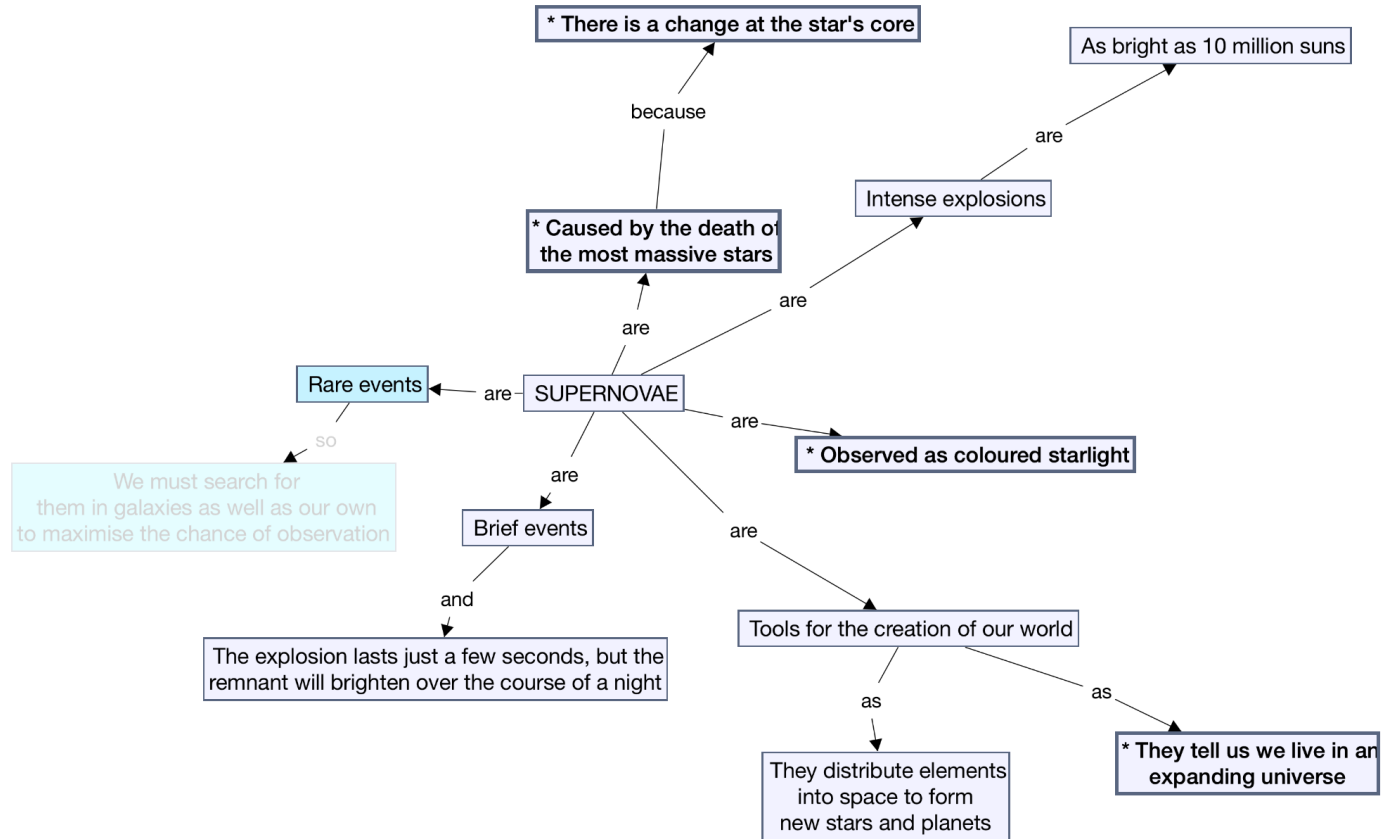 * There is a change at the star's core
As bright as 10 million suns
because
are
Intense explosions
* Caused by the death of
the most massive stars
are
are
Rare events
are
SUPERNOVAE
are
* Observed as coloured starlight
so
We must search for
them in galaxies as well as our own
to maximise the chance of observation
are
Brief events
are
and
The explosion lasts just a few seconds, but the
remnant will brighten over the course of a night
Tools for the creation of our world
as
as
They distribute elements
into space to form
new stars and planets
* They tell us we live in an
expanding universe